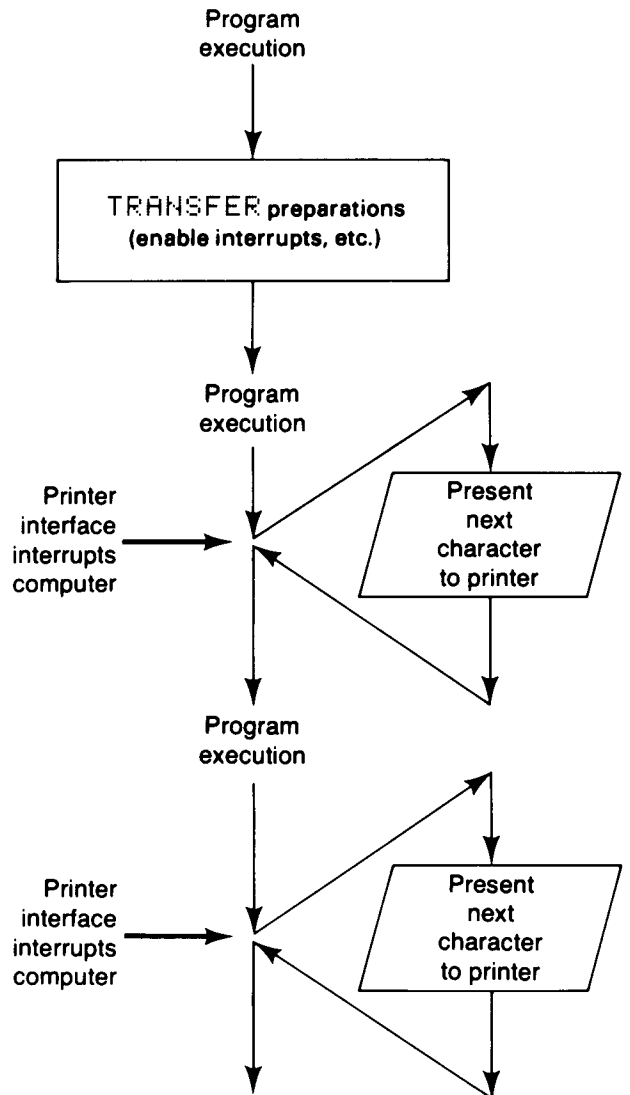 Program
execution
TRANSFER preparations
(enable interrupts, etc.)
Program
execution
Printer
interface
interrupts
computer
Present
next
character
to printer
Program
execution
Printer
interface
interrupts
computer
Present
next
character
to printer